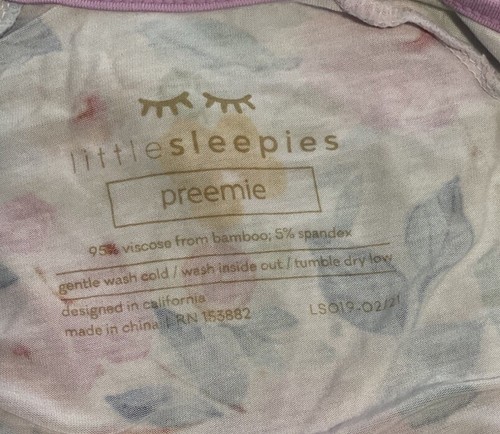 littlesleepies
preemie
95% viscose from bamboo; 5% spandex
gentle wash cold / wash inside out / tumble dry low
designed in california
made in china | RN 153882
LS019-02/21